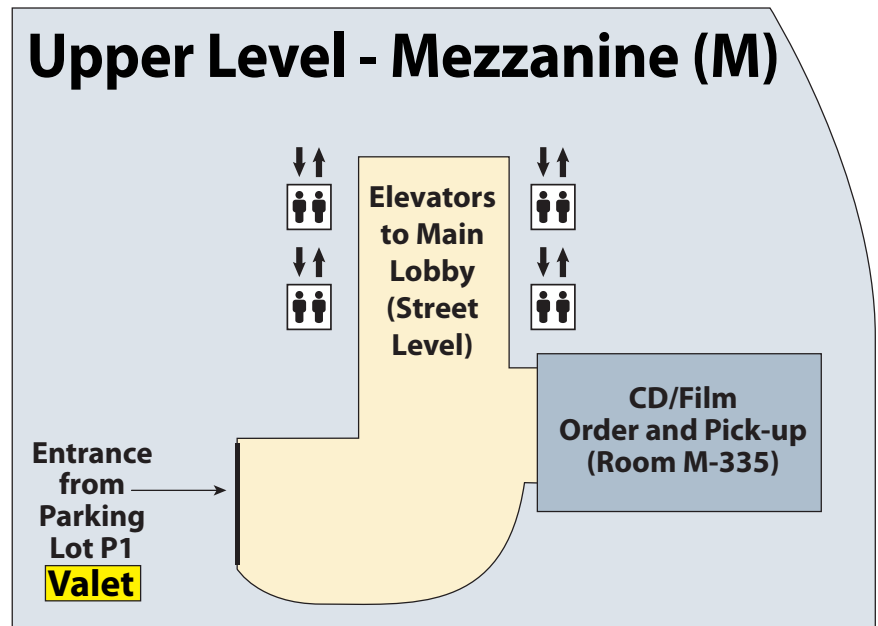 Upper Level - Mezzanine (M)
Elevators
to Main
Lobby
(Street
Level)
CD/Film
Order and Pick-up
(Room M-335)
Entrance
from
Parking
Lot P1
Valet